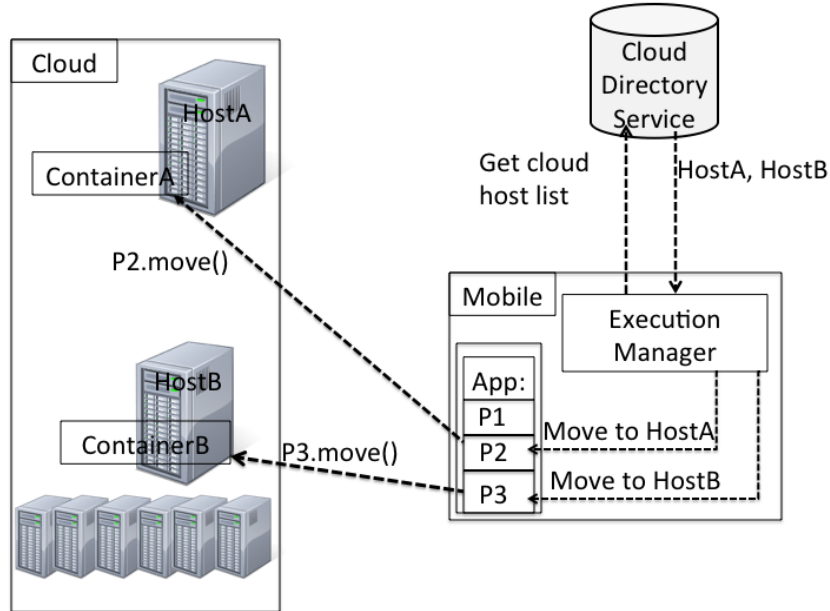 Cloud
HostA
ContainerA
P2.move()
HostB
ContainerB
P3.move()
Cloud
Directory
Service
Get cloud
host list
HostA, HostB
Mobile
Execution
Manager
App:
P1
P2
P3
Move to HostA
Move to HostB